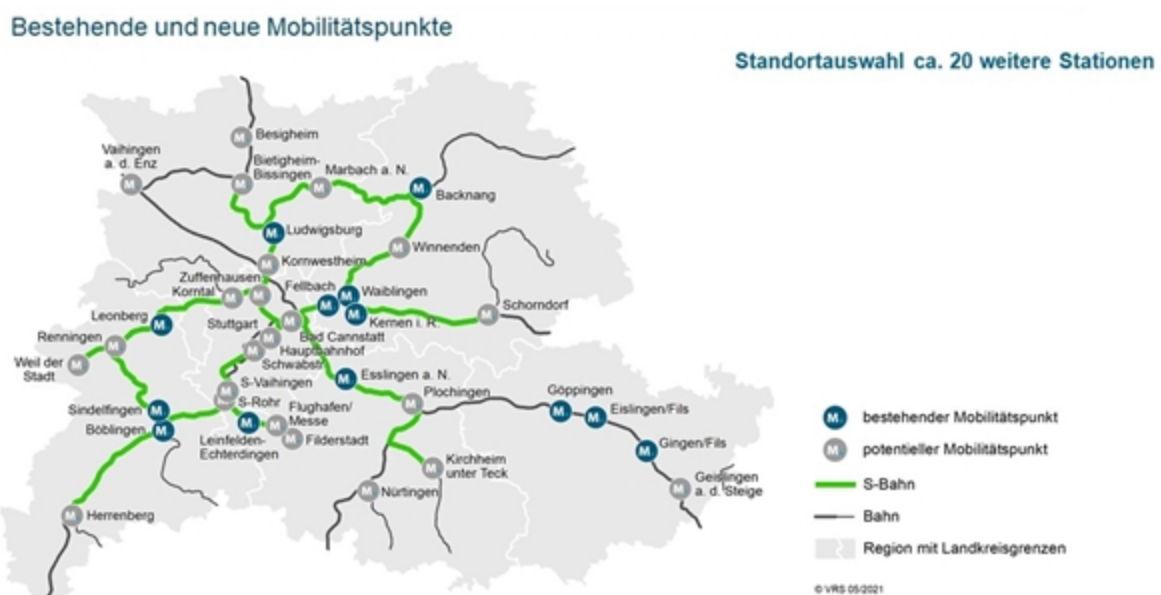 Bestehende und neue Mobilitätspunkte
Standortauswahl ca. 20 weitere Stationen
Besigheim
Vaihingen
a. d. Enz
Bietigheim-
Bissingen
Marbach a. N.
Backnang
Ludwigsburg
Winnenden
Kornwestheim
Zuffenhausen
Korntal
Fellbach
Waiblingen
Schorndorf
Leonberg
Kernen i. R.
Stuttgart
Bad Cannstatt
Renningen
Hauptbahnhof
Schwabstr.
Weil der
Stadt
S-Vaihingen
Esslingen a. N.
Plochingen
Göppingen
Eislingen/Fils
S-Rohr
Sindelfingen
Böblingen
Flughafen/
Messe
Leinfelden-
Echterdingen
Filderstadt
Gingen/Fils
Kirchheim
unter Teck
Nürtingen
Geislingen
a. d. Steige
Herrenberg
M bestehender Mobilitätspunkt
M potentieller Mobilitätspunkt
S-Bahn
Bahn
Region mit Landkreisgrenzen
© VRS 05/2021